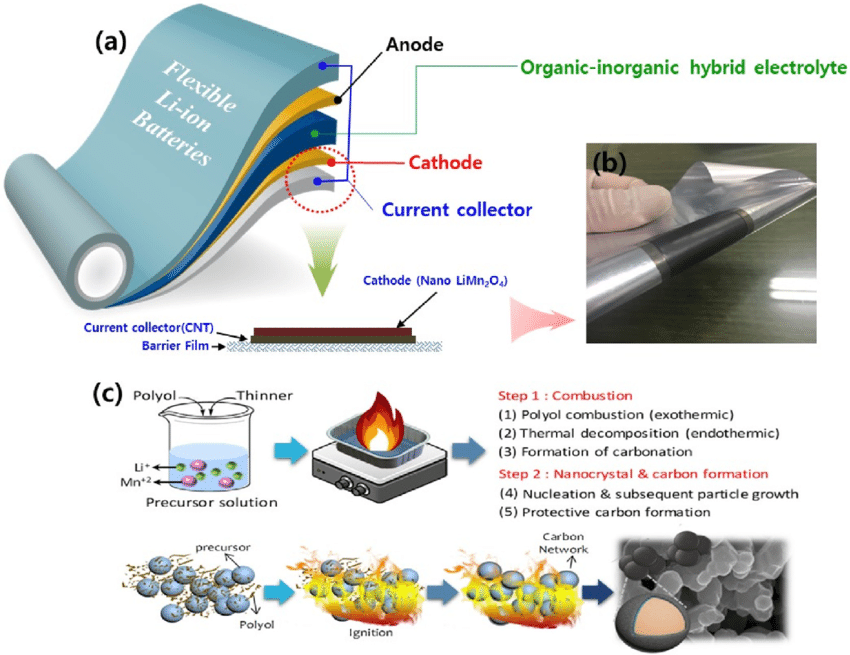 (a)
Flexible
Li-ion
Batteries
Anode
Organic-inorganic hybrid electrolyte
Cathode
Current collector
(b)
Cathode (Nano LiMn₂O₄)
Current collector(CNT)
Barrier Film
(c)
Polyol
Thinner
Li⁺
Mn⁺²
Precursor solution
Step 1 : Combustion
(1) Polyol combustion (exothermic)
(2) Thermal decomposition (endothermic)
(3) Formation of carbonation
Step 2 : Nanocrystal & carbon formation
(4) Nucleation & subsequent particle growth
(5) Protective carbon formation
precursor
Polyol
Ignition
Carbon
Network